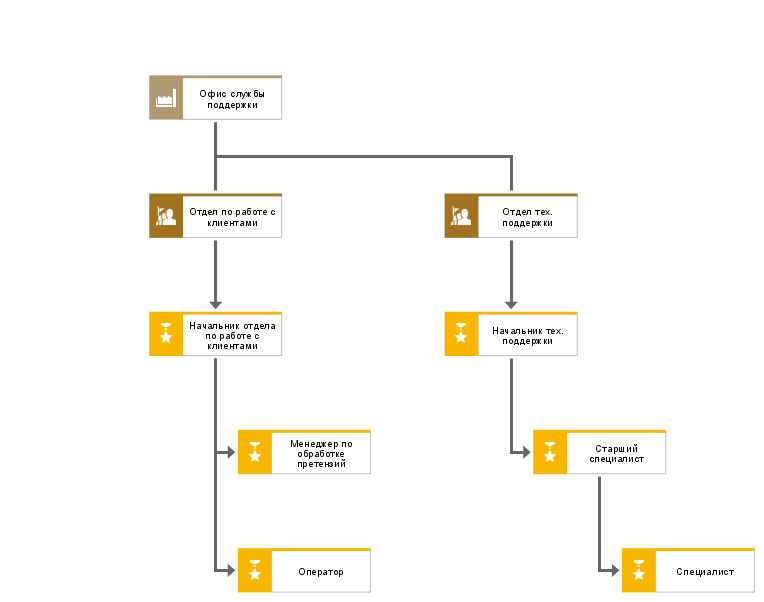 Офис службы
поддержки
Отдел по работе с
клиентами
Отдел тех.
поддержки
Начальник отдела
по работе с
клиентами
Начальник тех.
поддержки
Менеджер по
обработке
претензий
Старший
специалист
Оператор
Специалист